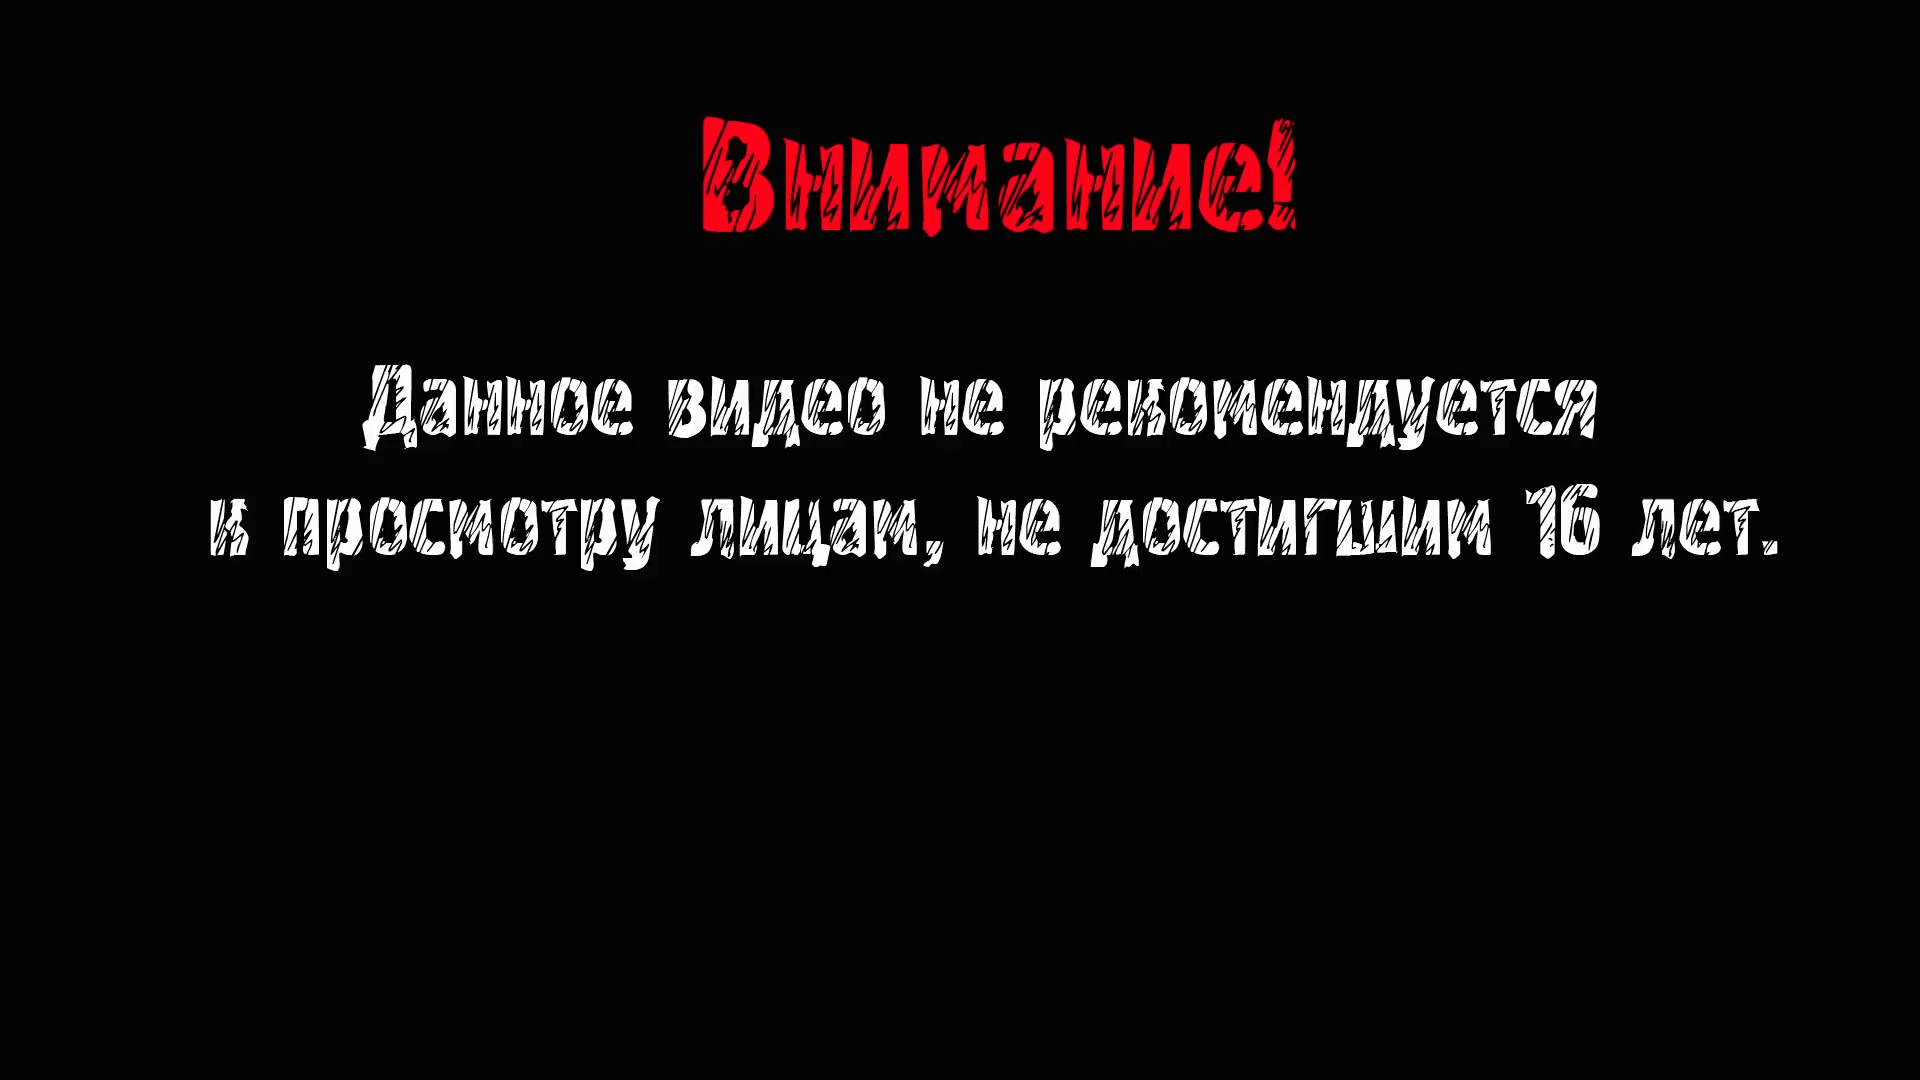 Внимание!
Данное видео не рекомендуется
к просмотру лицам, не достигшим 16 лет.